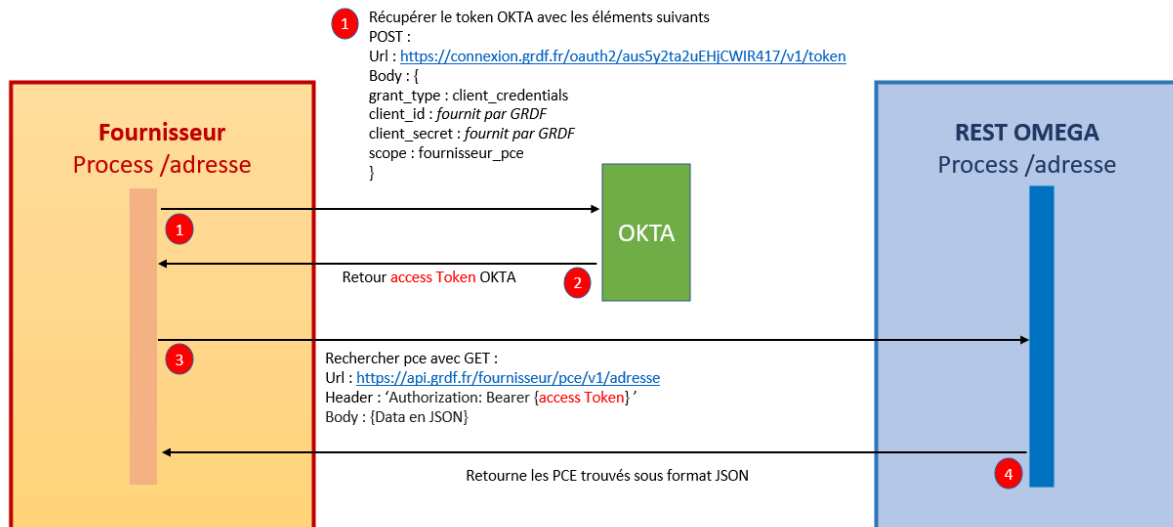 1
Récupérer le token OKTA avec les éléments suivants
POST :
Url : https://connexion.grdf.fr/oauth2/aus5y2ta2uEHjCWIR417/v1/token
Body : {
grant_type : client_credentials
client_id : fournit par GRDF
client_secret : fournit par GRDF
scope : fournisseur_pce
}
Fournisseur
Process /adresse
REST OMEGA
Process /adresse
1
OKTA
Retour access Token OKTA
2
3
Rechercher pce avec GET :
Url : https://api.grdf.fr/fournisseur/pce/v1/adresse
Header : ‘Authorization: Bearer {access Token} ’
Body : {Data en JSON}
Retourne les PCE trouvés sous format JSON
4